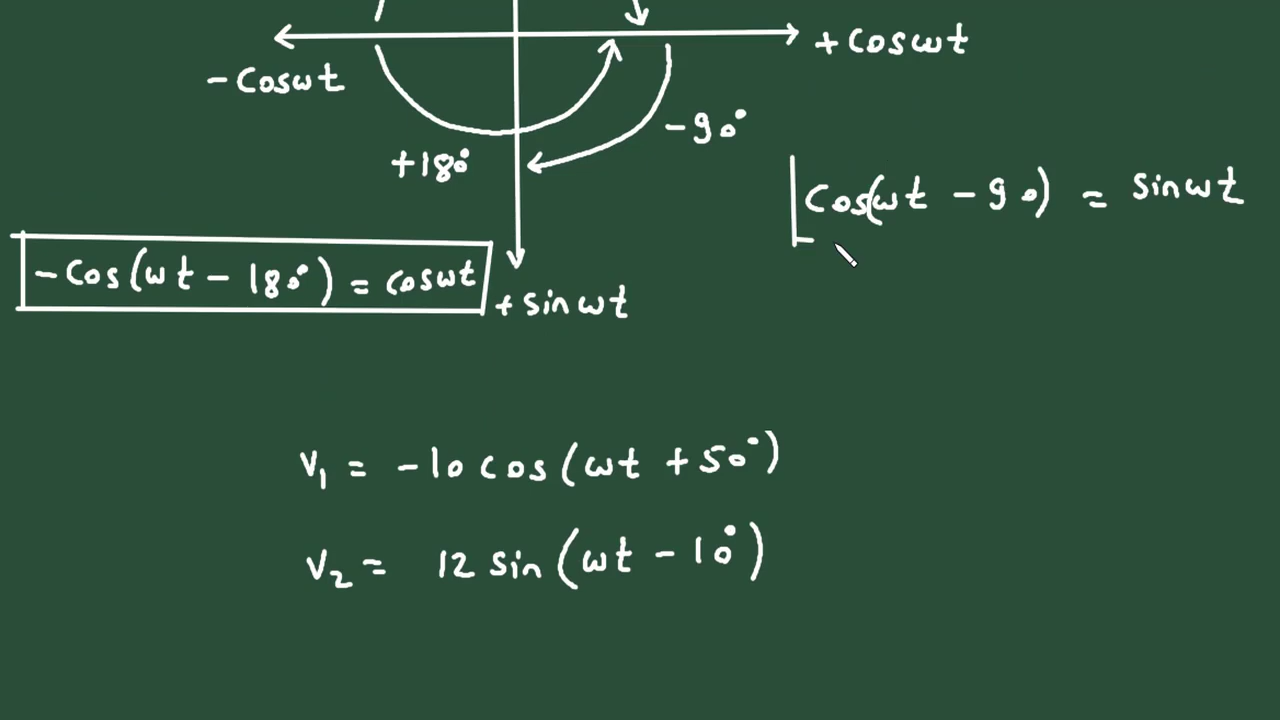 + cosωt
- cosωt
-90°
+180°
cos(ωt - 90) = sinωt
-cos(ωt - 180°) = cosωt
+ sinωt
v₁ = -10 cos(ωt + 50°)
v₂ = 12 sin(ωt - 10°)